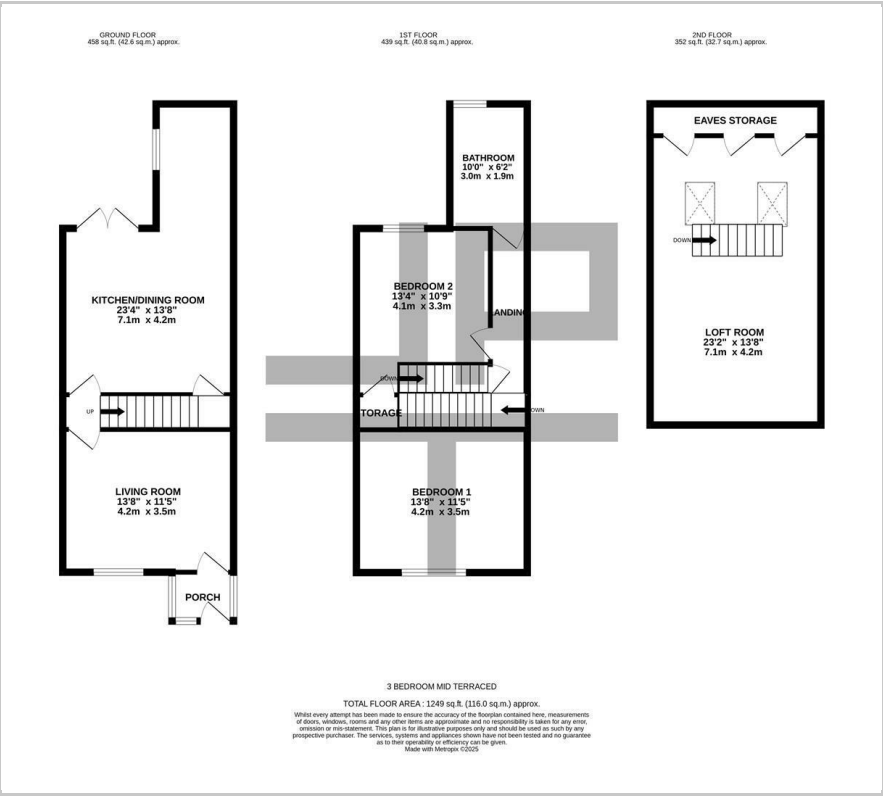 GROUND FLOOR
458 sq.ft. (42.6 sq.m.) approx.
1ST FLOOR
439 sq.ft. (40.8 sq.m.) approx.
2ND FLOOR
352 sq.ft. (32.7 sq.m.) approx.
EAVES STORAGE
BATHROOM
10'0" x 6'2"
3.0m x 1.9m
DOWN
BEDROOM 2
13'4" x 10'9"
4.1m x 3.3m
KITCHEN/DINING ROOM
23'4" x 13'8"
7.1m x 4.2m
LANDING
LOFT ROOM
23'2" x 13'8"
7.1m x 4.2m
DOWN
UP
TORAGE
OWN
LIVING ROOM
13'8" x 11'5"
4.2m x 3.5m
BEDROOM 1
13'8" x 11'5"
4.2m x 3.5m
PORCH
3 BEDROOM MID TERRACED
TOTAL FLOOR AREA : 1249 sq.ft. (116.0 sq.m.) approx.
Whilst every attempt has been made to ensure the accuracy of the floorplan contained here, measurements
of doors, windows, rooms and any other items are approximate and no responsibility is taken for any error,
omission or mis-statement. This plan is for illustrative purposes only and should be used as such by any
prospective purchaser. The services, systems and appliances shown have not been tested and no guarantee
as to their operability or efficiency can be given.
Made with Metropix ©2025